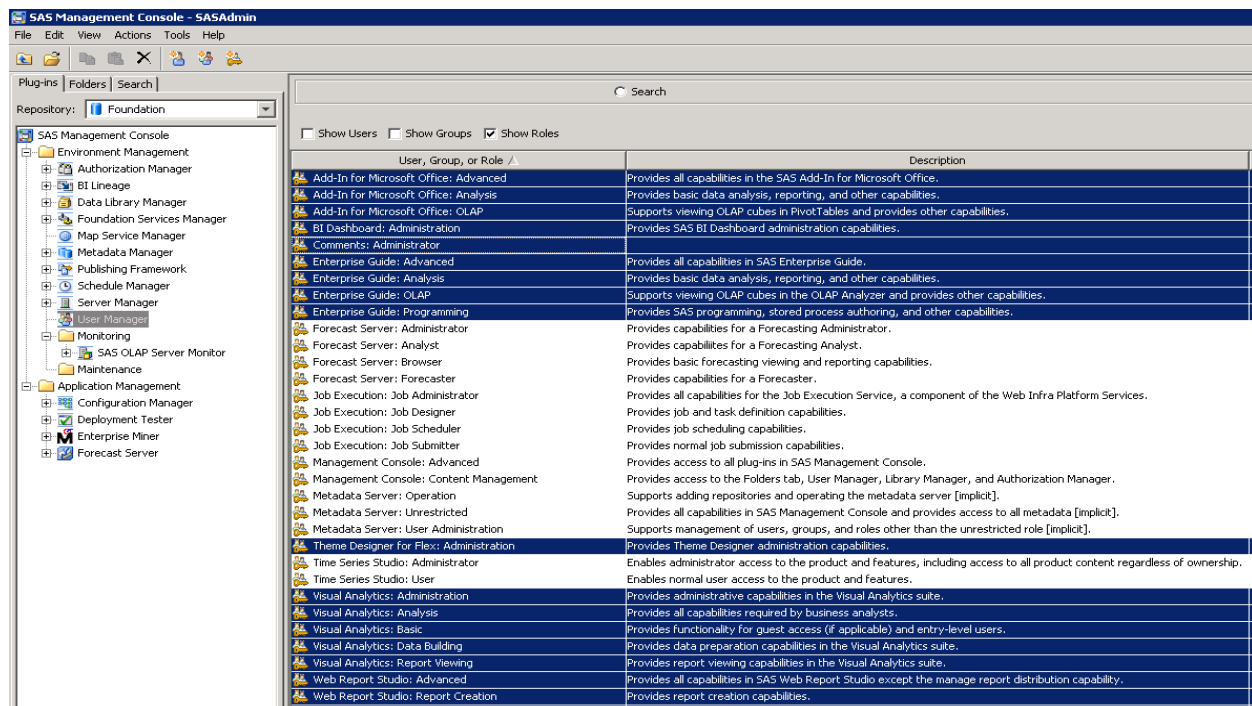 SAS Management Console - SASAdmin
File Edit View Actions Tools Help
Plug-ins Folders Search
Repository: Foundation
SAS Management Console
Environment Management
Authorization Manager
BI Lineage
Data Library Manager
Foundation Services Manager
Map Service Manager
Metadata Manager
Publishing Framework
Schedule Manager
Server Manager
User Manager
Monitoring
SAS OLAP Server Monitor
Maintenance
Application Management
Configuration Manager
Deployment Tester
Enterprise Miner
Forecast Server
Search
Show Users Show Groups Show Roles
User, Group, or Role Description
Add-In for Microsoft Office: Advanced Provides all capabilities in the SAS Add-In for Microsoft Office.
Add-In for Microsoft Office: Analysis Provides basic data analysis, reporting, and other capabilities.
Add-In for Microsoft Office: OLAP Supports viewing OLAP cubes in PivotTables and provides other capabilities.
BI Dashboard: Administration Provides SAS BI Dashboard administration capabilities.
Comments: Administrator
Enterprise Guide: Advanced Provides all capabilities in SAS Enterprise Guide.
Enterprise Guide: Analysis Provides basic data analysis, reporting, and other capabilities.
Enterprise Guide: OLAP Supports viewing OLAP cubes in the OLAP Analyzer and provides other capabilities.
Enterprise Guide: Programming Provides SAS programming, stored process authoring, and other capabilities.
Forecast Server: Administrator Provides capabilities for a Forecasting Administrator.
Forecast Server: Analyst Provides capabiliites for a Forecasting Analyst.
Forecast Server: Browser Provides basic forecasting viewing and reporting capabilities.
Forecast Server: Forecaster Provides capabilities for a Forecaster.
Job Execution: Job Administrator Provides all capabilities for the Job Execution Service, a component of the Web Infra Platform Services.
Job Execution: Job Designer Provides job and task definition capabilities.
Job Execution: Job Scheduler Provides job scheduling capabilities.
Job Execution: Job Submitter Provides normal job submission capabilities.
Management Console: Advanced Provides access to all plug-ins in SAS Management Console.
Management Console: Content Management Provides access to the Folders tab, User Manager, Library Manager, and Authorization Manager.
Metadata Server: Operation Supports adding repositories and operating the metadata server [implicit].
Metadata Server: Unrestricted Provides all capabilities in SAS Management Console and provides access to all metadata [implicit].
Metadata Server: User Administration Supports management of users, groups, and roles other than the unrestricted role [implicit].
Theme Designer for Flex: Administration Provides Theme Designer administration capabilities.
Time Series Studio: Administrator Enables administrator access to the product and features, including access to all product content regardless of ownership.
Time Series Studio: User Enables normal user access to the product and features.
Visual Analytics: Administration Provides administrative capabilities in the Visual Analytics suite.
Visual Analytics: Analysis Provides all capabilities required by business analysts.
Visual Analytics: Basic Provides functionality for guest access (if applicable) and entry-level users.
Visual Analytics: Data Building Provides data preparation capabilities in the Visual Analytics suite.
Visual Analytics: Report Viewing Provides report viewing capabilities in the Visual Analytics suite.
Web Report Studio: Advanced Provides all capabilities in SAS Web Report Studio except the manage report distribution capability.
Web Report Studio: Report Creation Provides report creation capabilities.